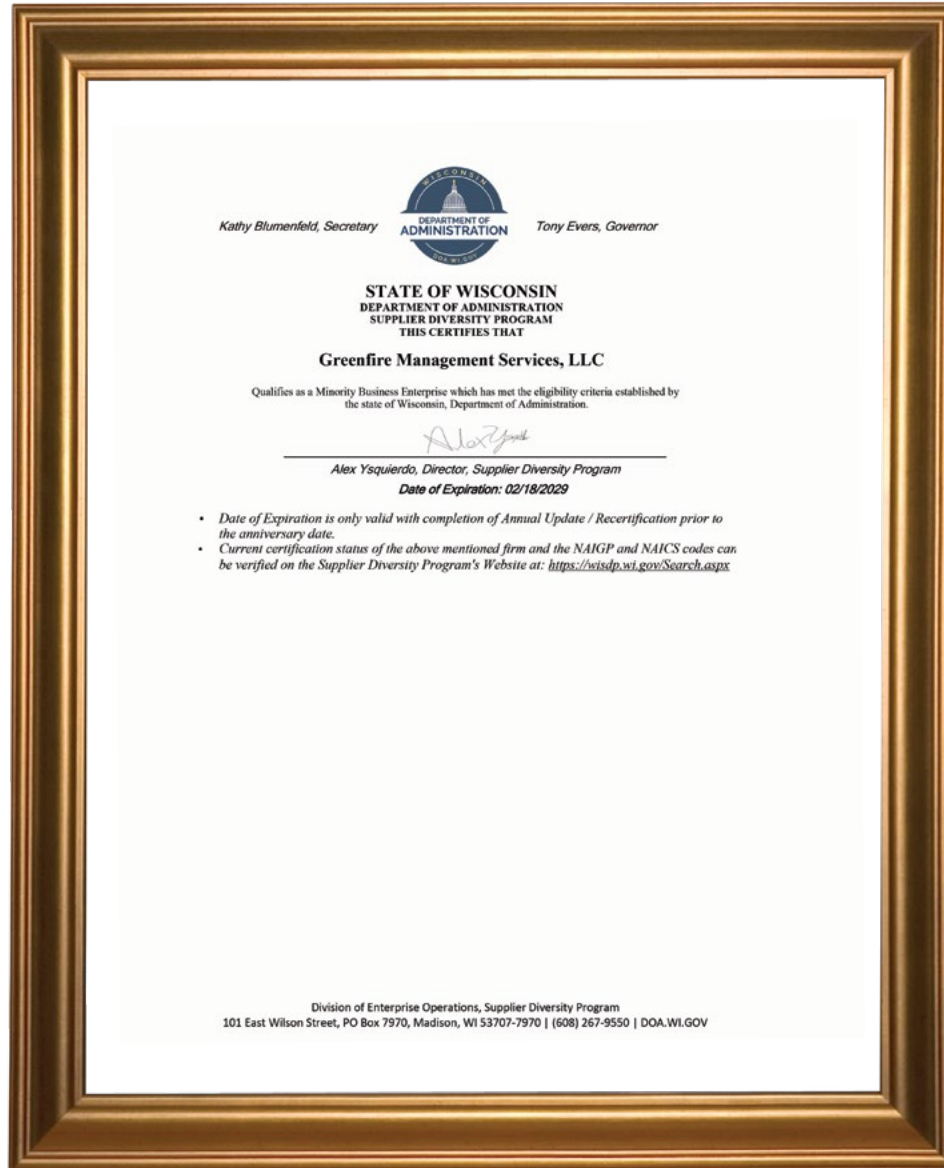 Kathy Blumenfeld, Secretary
WISCONSIN
DEPARTMENT OF
ADMINISTRATION
DOA.WI.GOV
Tony Evers, Governor
STATE OF WISCONSIN
DEPARTMENT OF ADMINISTRATION
SUPPLIER DIVERSITY PROGRAM
THIS CERTIFIES THAT
Greenfire Management Services, LLC
Qualifies as a Minority Business Enterprise which has met the eligibility criteria established by
the state of Wisconsin, Department of Administration.
Alex Ysquierdo, Director, Supplier Diversity Program
Date of Expiration: 02/18/2029
• Date of Expiration is only valid with completion of Annual Update / Recertification prior to
the anniversary date.
• Current certification status of the above mentioned firm and the NAIGP and NAICS codes can
be verified on the Supplier Diversity Program's Website at: https://wisdp.wi.gov/Search.aspx
Division of Enterprise Operations, Supplier Diversity Program
101 East Wilson Street, PO Box 7970, Madison, WI 53707-7970 | (608) 267-9550 | DOA.WI.GOV